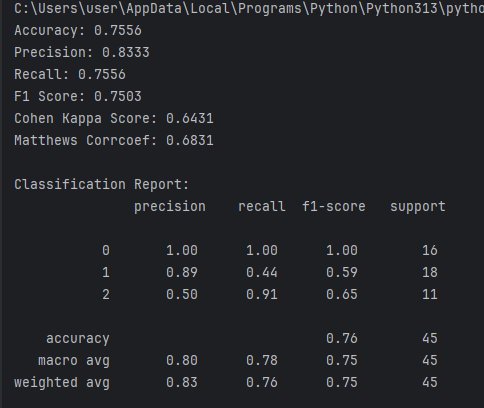 C:\Users\user\AppData\Local\Programs\Python\Python313\pytho
Accuracy: 0.7556
Precision: 0.8333
Recall: 0.7556
F1 Score: 0.7503
Cohen Kappa Score: 0.6431
Matthews Corrcoef: 0.6831
Classification Report:
precision recall f1-score support
0 1.00 1.00 1.00 16
1 0.89 0.44 0.59 18
2 0.50 0.91 0.65 11
accuracy 0.76 45
macro avg 0.80 0.78 0.75 45
weighted avg 0.83 0.76 0.75 45